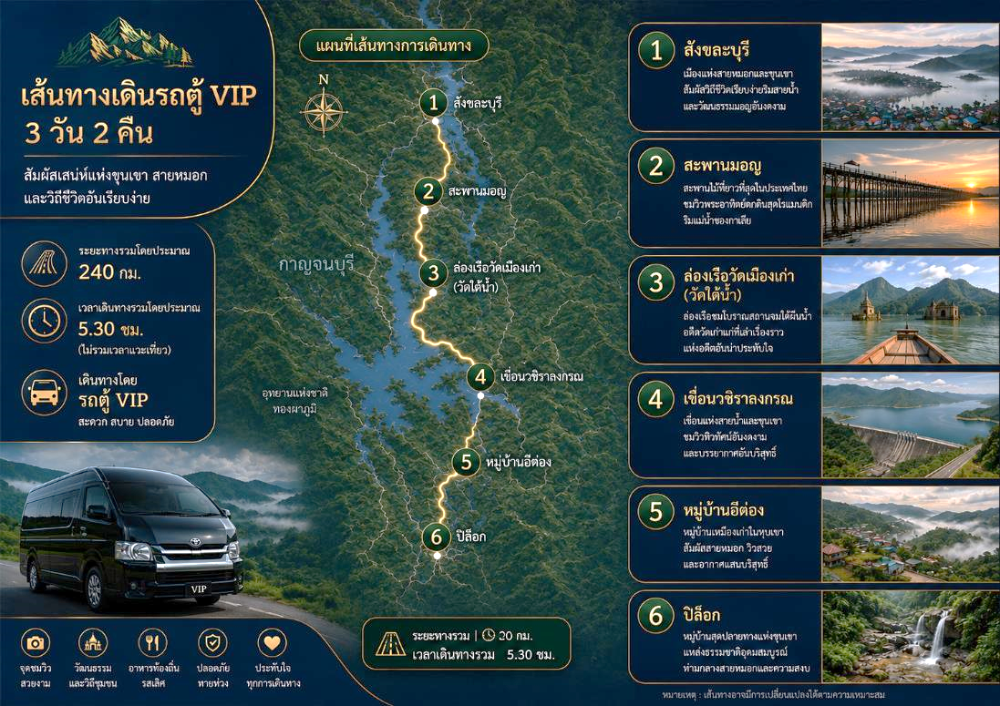 เส้นทางเดินรถตู้ VIP
3 วัน 2 คืน
สัมผัสเสน่ห์แห่งขุนเขา สายหมอก
และวิถีชีวิตอันเรียบง่าย
ระยะทางรวมโดยประมาณ
240 กม.
เวลาเดินทางรวมโดยประมาณ
5.30 ชม.
(ไม่รวมเวลาแวะเที่ยว)
เดินทางโดย
รถตู้ VIP
สะดวก สบาย ปลอดภัย
VIP
จุดชมวิว
สวยงาม
วัฒนธรรม
และวิถีชุมชน
อาหารท้องถิ่น
รสเลิศ
ปลอดภัย
ทายห่วง
ประทับใจ
ทุกการเดินทาง
แผนที่เส้นทางการเดินทาง
N
1 สังขละบุรี
2 สะพานมอญ
กาญจนบุรี
3 ล่องเรือวัดเมืองเก่า
(วัดใต้น้ำ)
4 เขื่อนวชิราลงกรณ
อุทยานแห่งชาติ
ทองผาภูมิ
5 หมู่บ้านอีต่อง
6 ปิล็อก
ระยะทางรวม | 20 กม.
เวลาเดินทางรวม 5.30 ชม.
1 สังขละบุรี
เมืองแห่งสายหมอกและขุนเขา
สัมผัสวิถีชีวิตเรียบง่ายริมสายน้ำ
และวัฒนธรรมมอญอันงดงาม
2 สะพานมอญ
สะพานไม้ที่ยาวที่สุดในประเทศไทย
ชมวิวพระอาทิตย์ตกดินสุดโรแมนติก
ริมแม่น้ำซองกาเลีย
3 ล่องเรือวัดเมืองเก่า
(วัดใต้น้ำ)
ล่องเรือชมโบราณสถานจมใต้ผืนน้ำ
อดีตวัดเก่าแก่ที่เล่าเรื่องราว
แห่งอดีตอันน่าประทับใจ
4 เขื่อนวชิราลงกรณ
เขื่อนแห่งสายน้ำและขุนเขา
ชมวิวทิวทัศน์อันงดงาม
และบรรยากาศอันบริสุทธิ์
5 หมู่บ้านอีต่อง
หมู่บ้านเหมืองเก่าในหุบเขา
สัมผัสสายหมอก วิวสวย
และอากาศแสนบริสุทธิ์
6 ปิล็อก
หมู่บ้านสุดปลายทางแห่งขุนเขา
แหล่งธรรมชาติอุดมสมบูรณ์
ท่ามกลางสายหมอกและความสงบ
หมายเหตุ : เส้นทางอาจมีการเปลี่ยนแปลงได้ตามความเหมาะสม